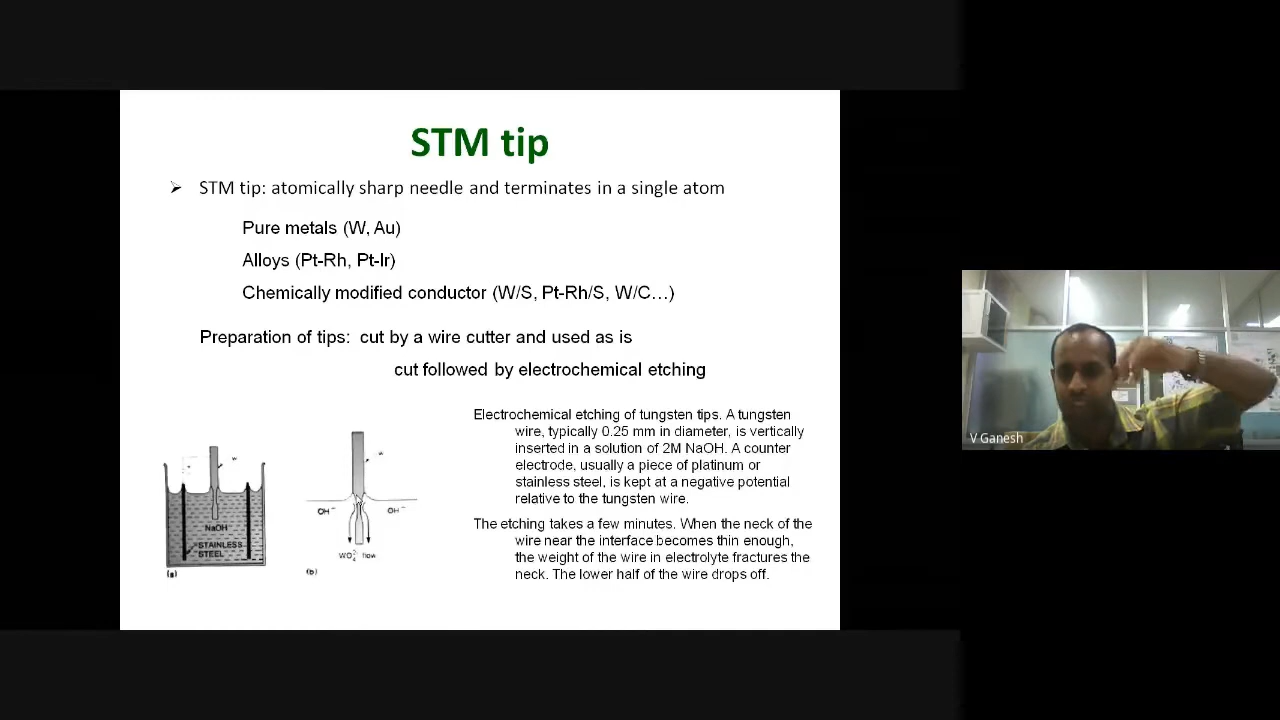 STM tip
STM tip: atomically sharp needle and terminates in a single atom
Pure metals (W, Au)
Alloys (Pt-Rh, Pt-Ir)
Chemically modified conductor (W/S, Pt-Rh/S, W/C…)
Preparation of tips: cut by a wire cutter and used as is
cut followed by electrochemical etching
Electrochemical etching of tungsten tips. A tungsten
wire, typically 0.25 mm in diameter, is vertically
inserted in a solution of 2M NaOH. A counter
electrode, usually a piece of platinum or
stainless steel, is kept at a negative potential
relative to the tungsten wire.
The etching takes a few minutes. When the neck of the
wire near the interface becomes thin enough,
the weight of the wire in electrolyte fractures the
neck. The lower half of the wire drops off.
W
NaOH
STAINLESS
STEEL
(a)
W
OH⁻ OH⁻
WO₄²⁻ flow
(b)
V Ganesh